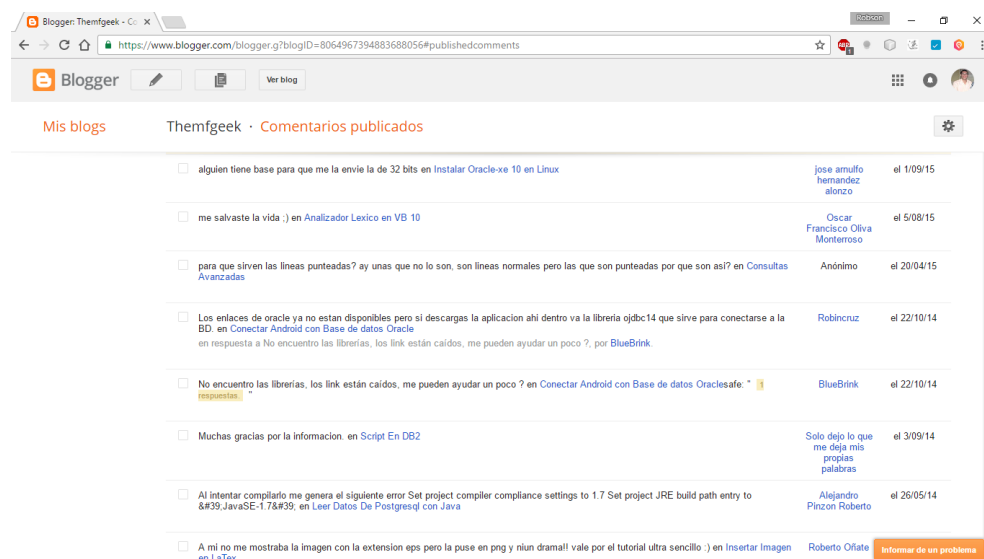 Blogger: Themfgeek - Co
Robson
https://www.blogger.com/blogger.g?blogID=8064967394883688056#publishedcomments
ABP
1
Blogger
Ver blog
Mis blogs
Themfgeek · Comentarios publicados
alguien tiene base para que me la envie la de 32 bits en Instalar Oracle-xe 10 en Linux
jose arnulfo
hernandez
alonzo
el 1/09/15
me salvaste la vida ;) en Analizador Lexico en VB 10
Oscar
Francisco Oliva
Monterroso
el 5/08/15
para que sirven las lineas punteadas? ay unas que no lo son, son lineas normales pero las que son punteadas por que son asi? en Consultas
Avanzadas
Anónimo
el 20/04/15
Los enlaces de oracle ya no estan disponibles pero si descargas la aplicacion ahi dentro va la libreria ojdbc14 que sirve para conectarse a la
BD. en Conectar Android con Base de datos Oracle
en respuesta a No encuentro las librerías, los link están caídos, me pueden ayudar un poco ?, por BlueBrink.
Robincruz
el 22/10/14
No encuentro las librerías, los link están caídos, me pueden ayudar un poco ? en Conectar Android con Base de datos Oraclesafe: " 1
respuestas. "
BlueBrink
el 22/10/14
Muchas gracias por la informacion. en Script En DB2
Solo dejo lo que
me deja mis
propias
palabras
el 3/09/14
Al intentar compilarlo me genera el siguiente error Set project compiler compliance settings to 1.7 Set project JRE build path entry to
&#39;JavaSE-1.7&#39; en Leer Datos De Postgresql con Java
Alejandro
Pinzon Roberto
el 26/05/14
A mi no me mostraba la imagen con la extension eps pero la puse en png y niun drama!! vale por el tutorial ultra sencillo :) en Insertar Imagen
en LaTex
Roberto Oñate
Informar de un problema